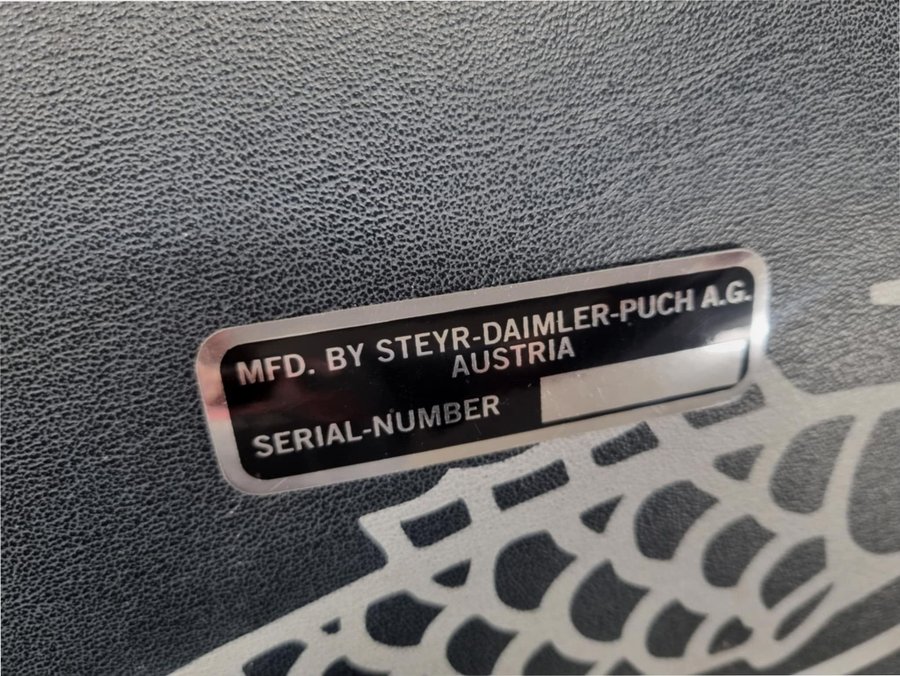 MFD. BY STEYR-DAIMLER-PUCH A.G.
AUSTRIA
SERIAL-NUMBER